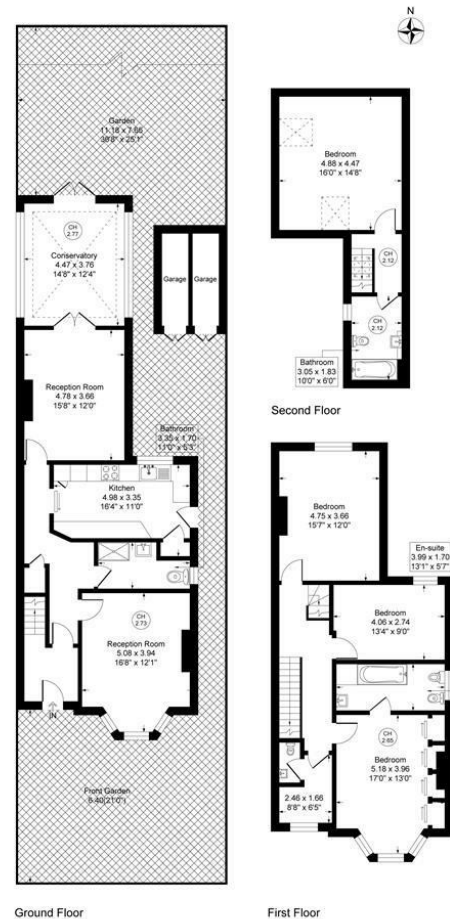 N
Garden
11.18 x 7.65
36'8" x 25'1"
CH
2.77
Conservatory
4.47 x 3.76
14'8" x 12'4"
Garage
Garage
Reception Room
4.78 x 3.66
15'8" x 12'0"
Bathroom
3.35 x 1.70
11'0" x 5'3"
Kitchen
4.98 x 3.35
16'4" x 11'0"
CH
2.73
Reception Room
5.08 x 3.94
16'8" x 12'1"
IN
Front Garden
6.40(21'0")
Ground Floor
Bedroom
4.88 x 4.47
16'0" x 14'8"
CH
2.12
CH
2.12
Bathroom
3.05 x 1.83
10'0" x 6'0"
Second Floor
Bedroom
4.75 x 3.66
15'7" x 12'0"
En-suite
3.99 x 1.70
13'1" x 5'7"
Bedroom
4.06 x 2.74
13'4" x 9'0"
CH
2.65
Bedroom
5.18 x 3.96
17'0" x 13'0"
2.46 x 1.66
8'8" x 6'5"
First Floor